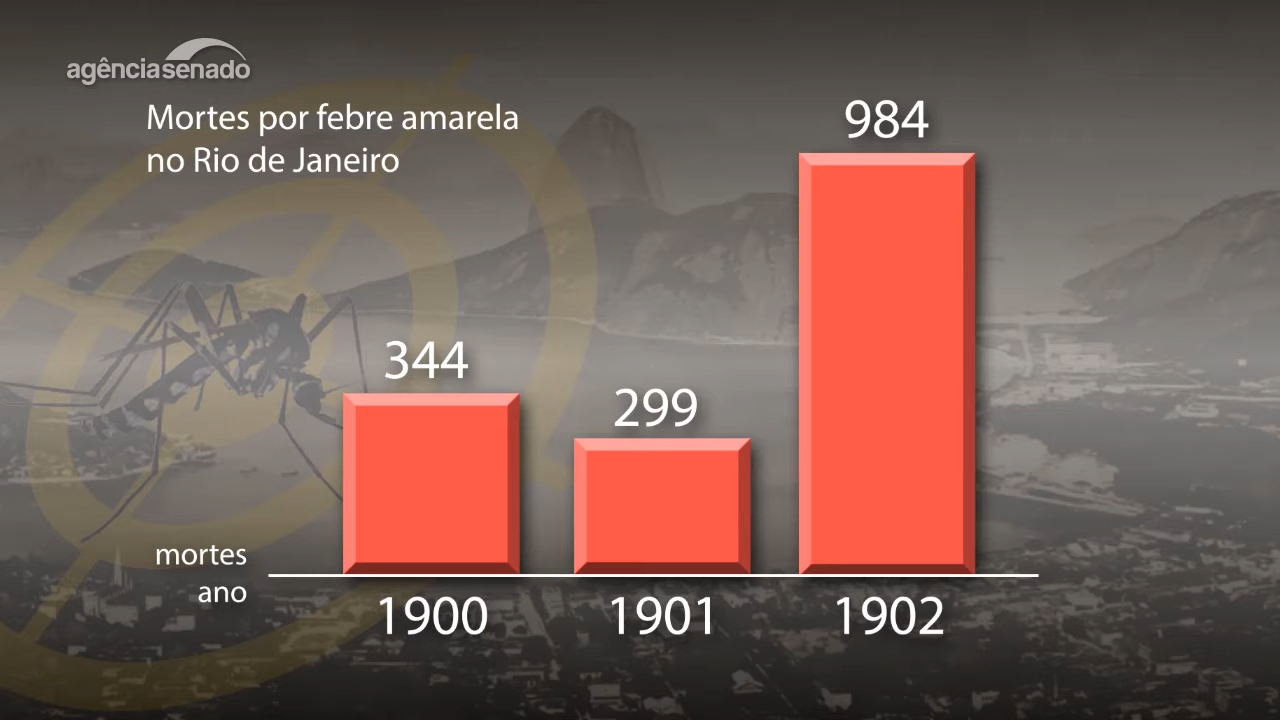 agênciasenado
Mortes por febre amarela
no Rio de Janeiro
984
344
299
mortes
ano
1900 1901 1902